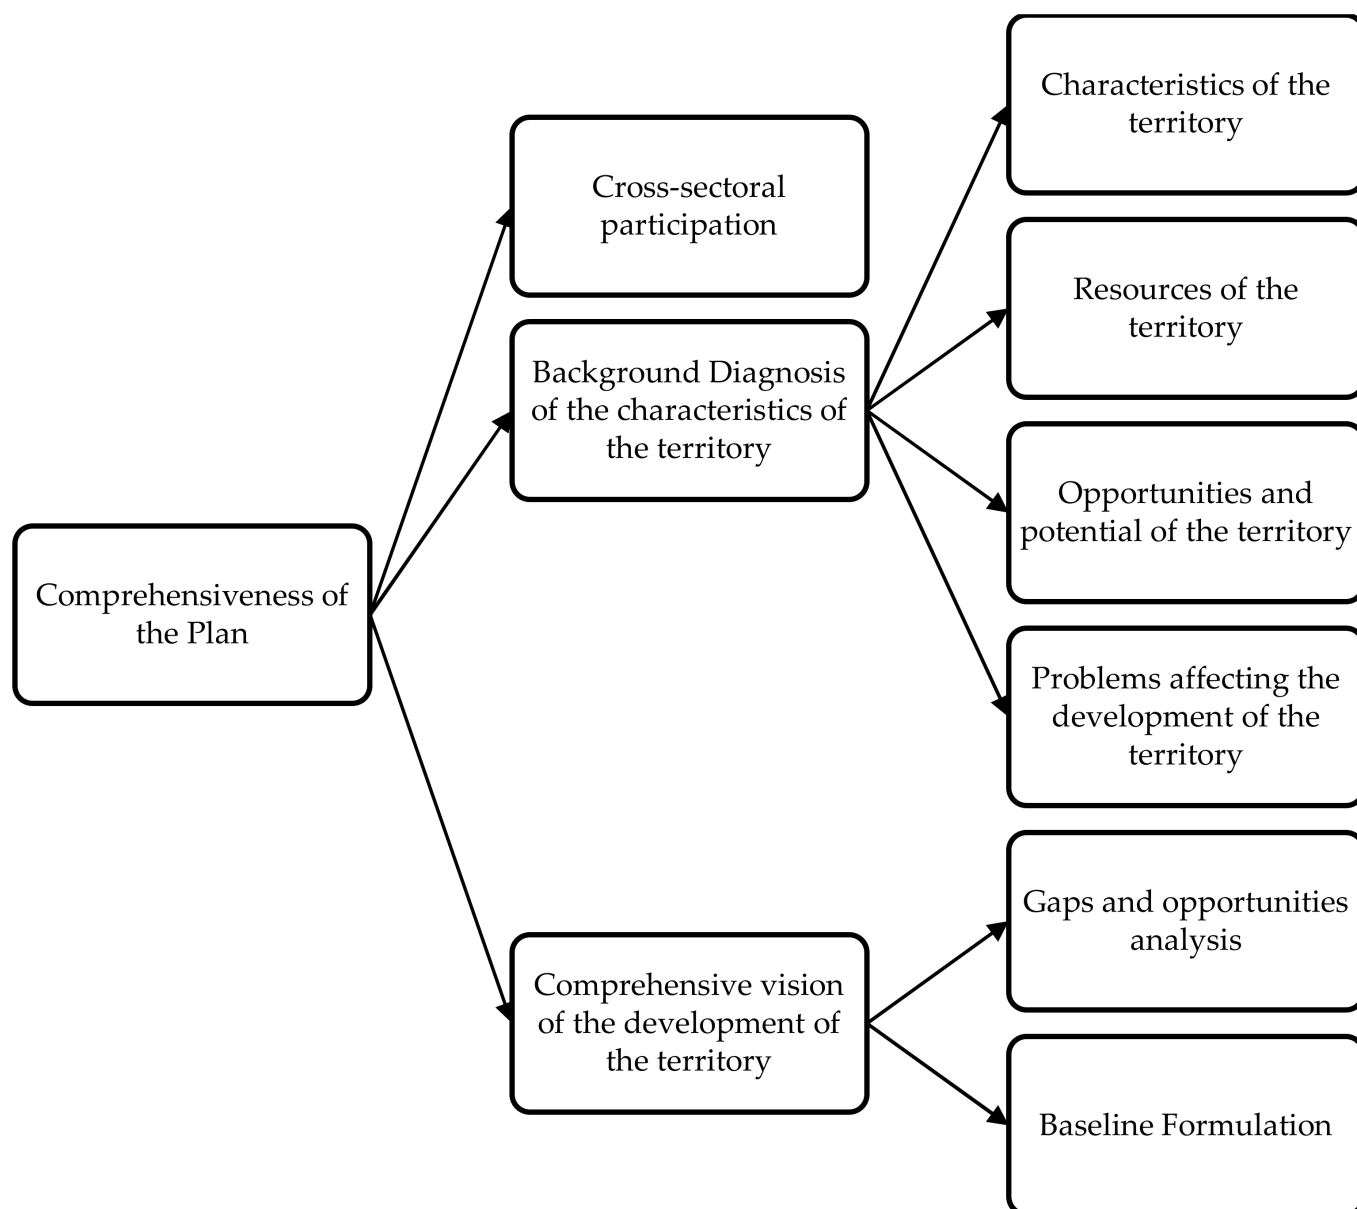 Comprehensiveness of
the Plan
Cross-sectoral
participation
Background Diagnosis
of the characteristics of
the territory
Comprehensive vision
of the development of
the territory
Characteristics of the
territory
Resources of the
territory
Opportunities and
potential of the territory
Problems affecting the
development of the
territory
Gaps and opportunities
analysis
Baseline Formulation